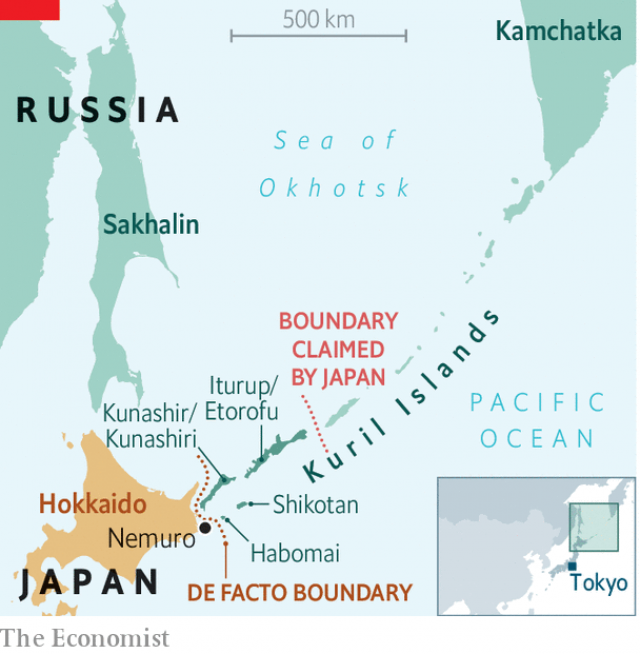 500 km
Kamchatka
RUSSIA
Sea of
Okhotsk
Sakhalin
BOUNDARY
CLAIMED
BY JAPAN
Kuril Islands
Iturup/
Etorofu
Kunashir/
Kunashiri
PACIFIC
OCEAN
Hokkaido
Shikotan
Nemuro
Habomai
JAPAN
DE FACTO BOUNDARY
Tokyo
The Economist